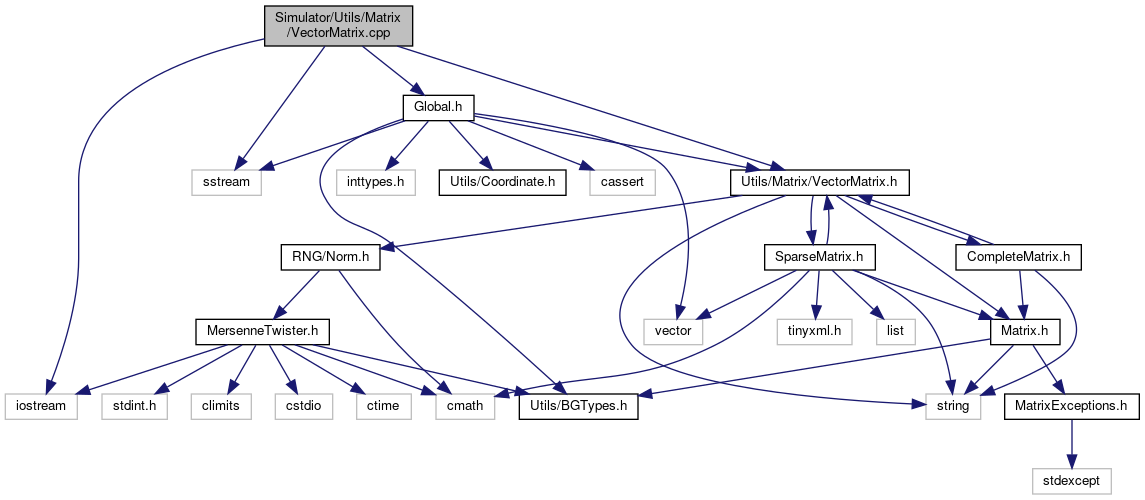 Simulator/Utils/Matrix
/VectorMatrix.cpp
Global.h
sstream
inttypes.h
Utils/Coordinate.h
cassert
Utils/Matrix/VectorMatrix.h
RNG/Norm.h
SparseMatrix.h
CompleteMatrix.h
MersenneTwister.h
vector
tinyxml.h
list
Matrix.h
iostream
stdint.h
climits
cstdio
ctime
cmath
Utils/BGTypes.h
string
MatrixExceptions.h
stdexcept